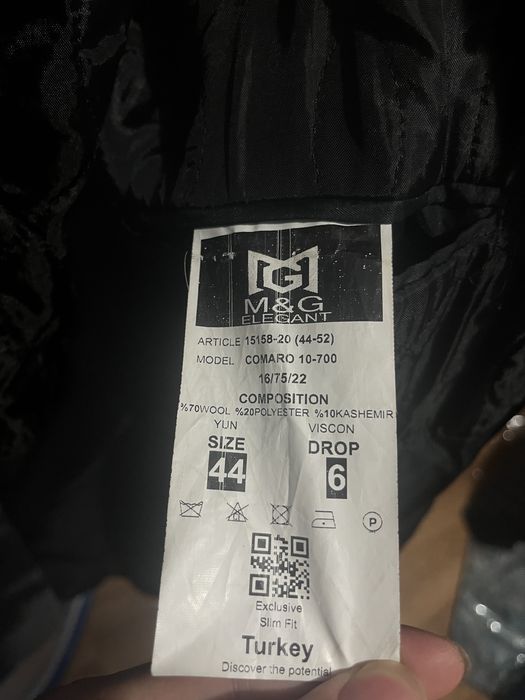 MG
M&G
ELEGANT
ARTICLE 15158-20 (44-52)
MODEL COMARO 10-700
16/75/22
COMPOSITION
%70WOOL %20POLYESTER %10KASHEMIR
YUN VISCON
SIZE DROP
44 6
P
Exclusive
Slim Fit
Turkey
Discover the potential